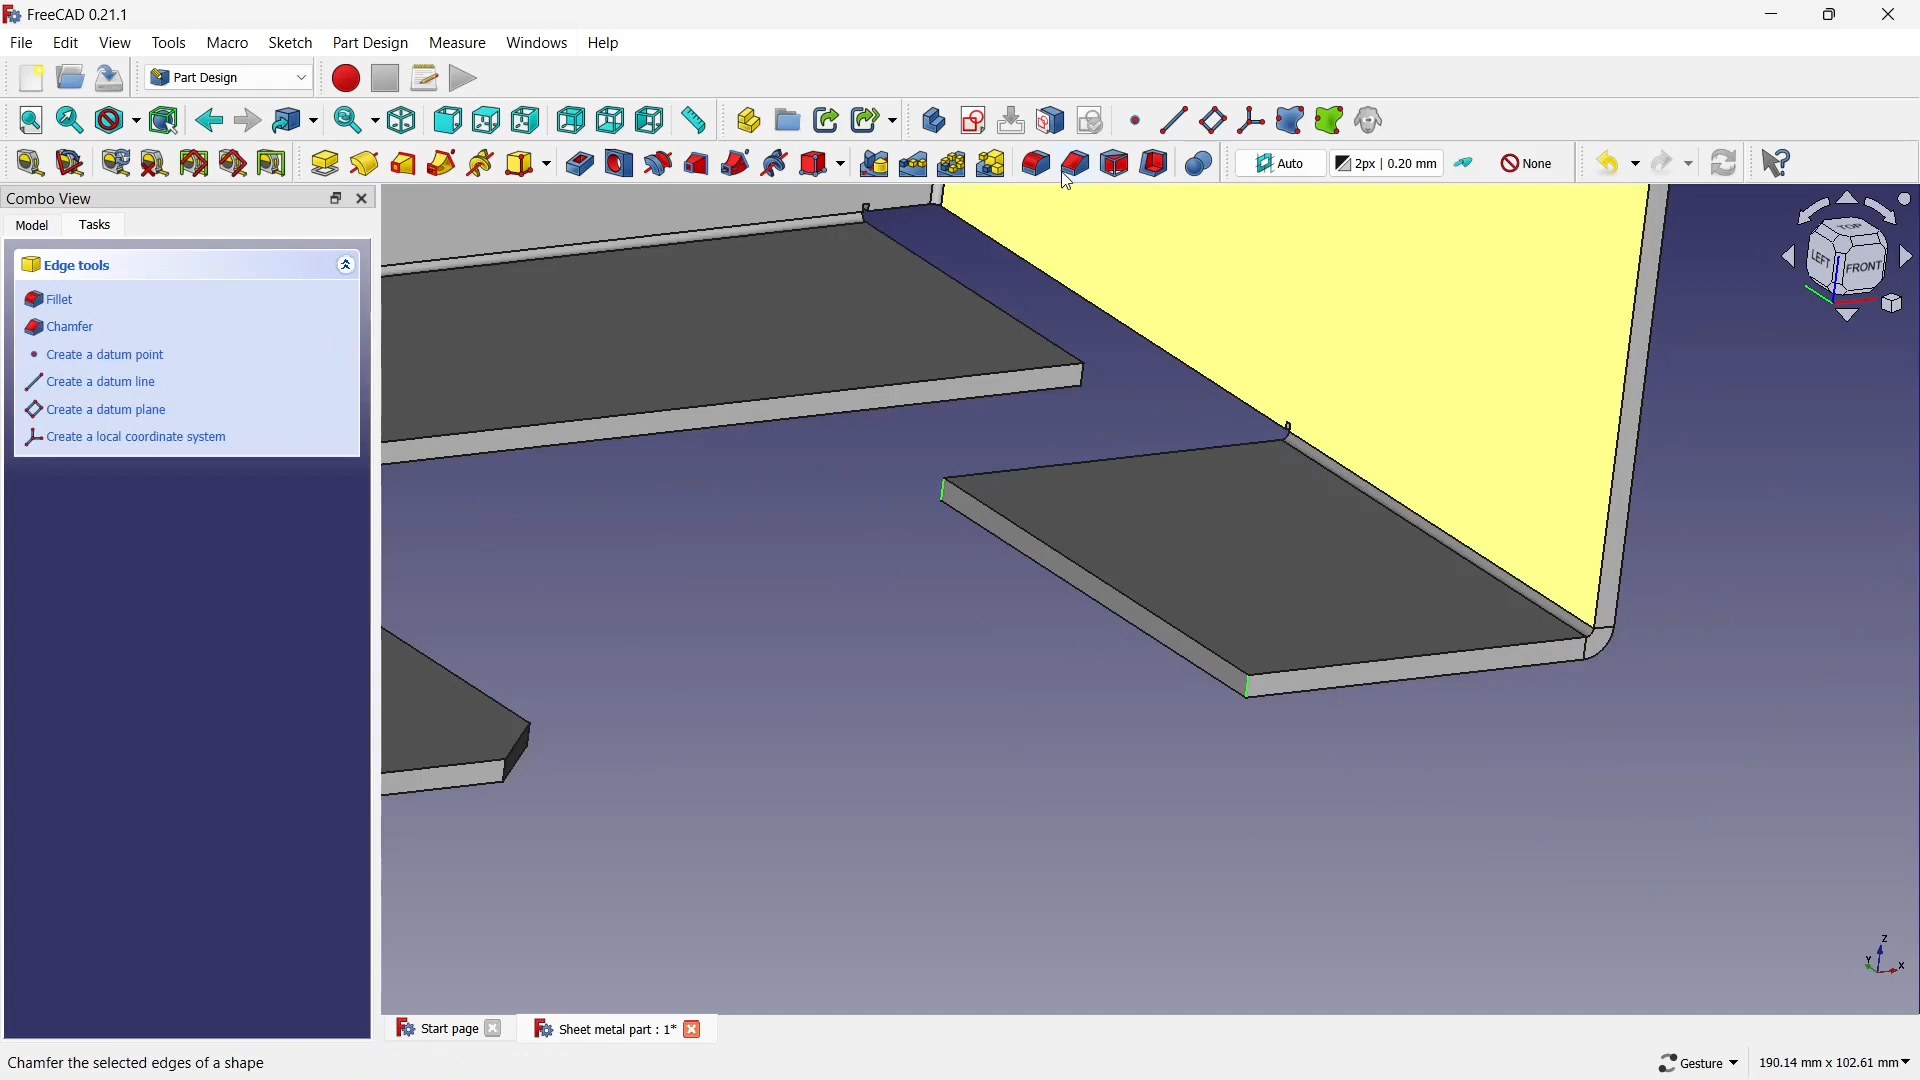 FreeCAD 0.21.1
File Edit View Tools Macro Sketch Part Design Measure Windows Help
Part Design
Auto 2px | 0.20 mm None
Combo View
Model Tasks
Edge tools
Fillet
Chamfer
Create a datum point
Create a datum line
Create a datum plane
Create a local coordinate system
TOP
LEFT FRONT
Z
Y X
Start page Sheet metal part : 1*
Chamfer the selected edges of a shape Gesture 190.14 mm x 102.61 mm